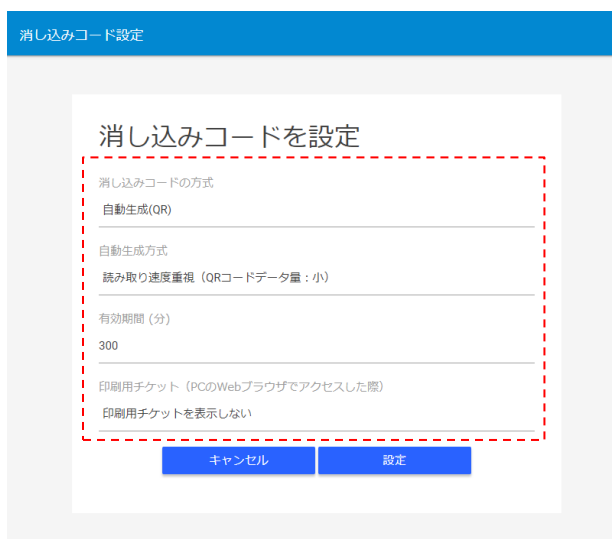 消し込みコード設定
消し込みコードを設定
消し込みコードの方式
自動生成(QR)
自動生成方式
読み取り速度重視（QRコードデータ量：小）
有効期間 (分)
300
印刷用チケット（PCのWebブラウザでアクセスした際）
印刷用チケットを表示しない
キャンセル
設定